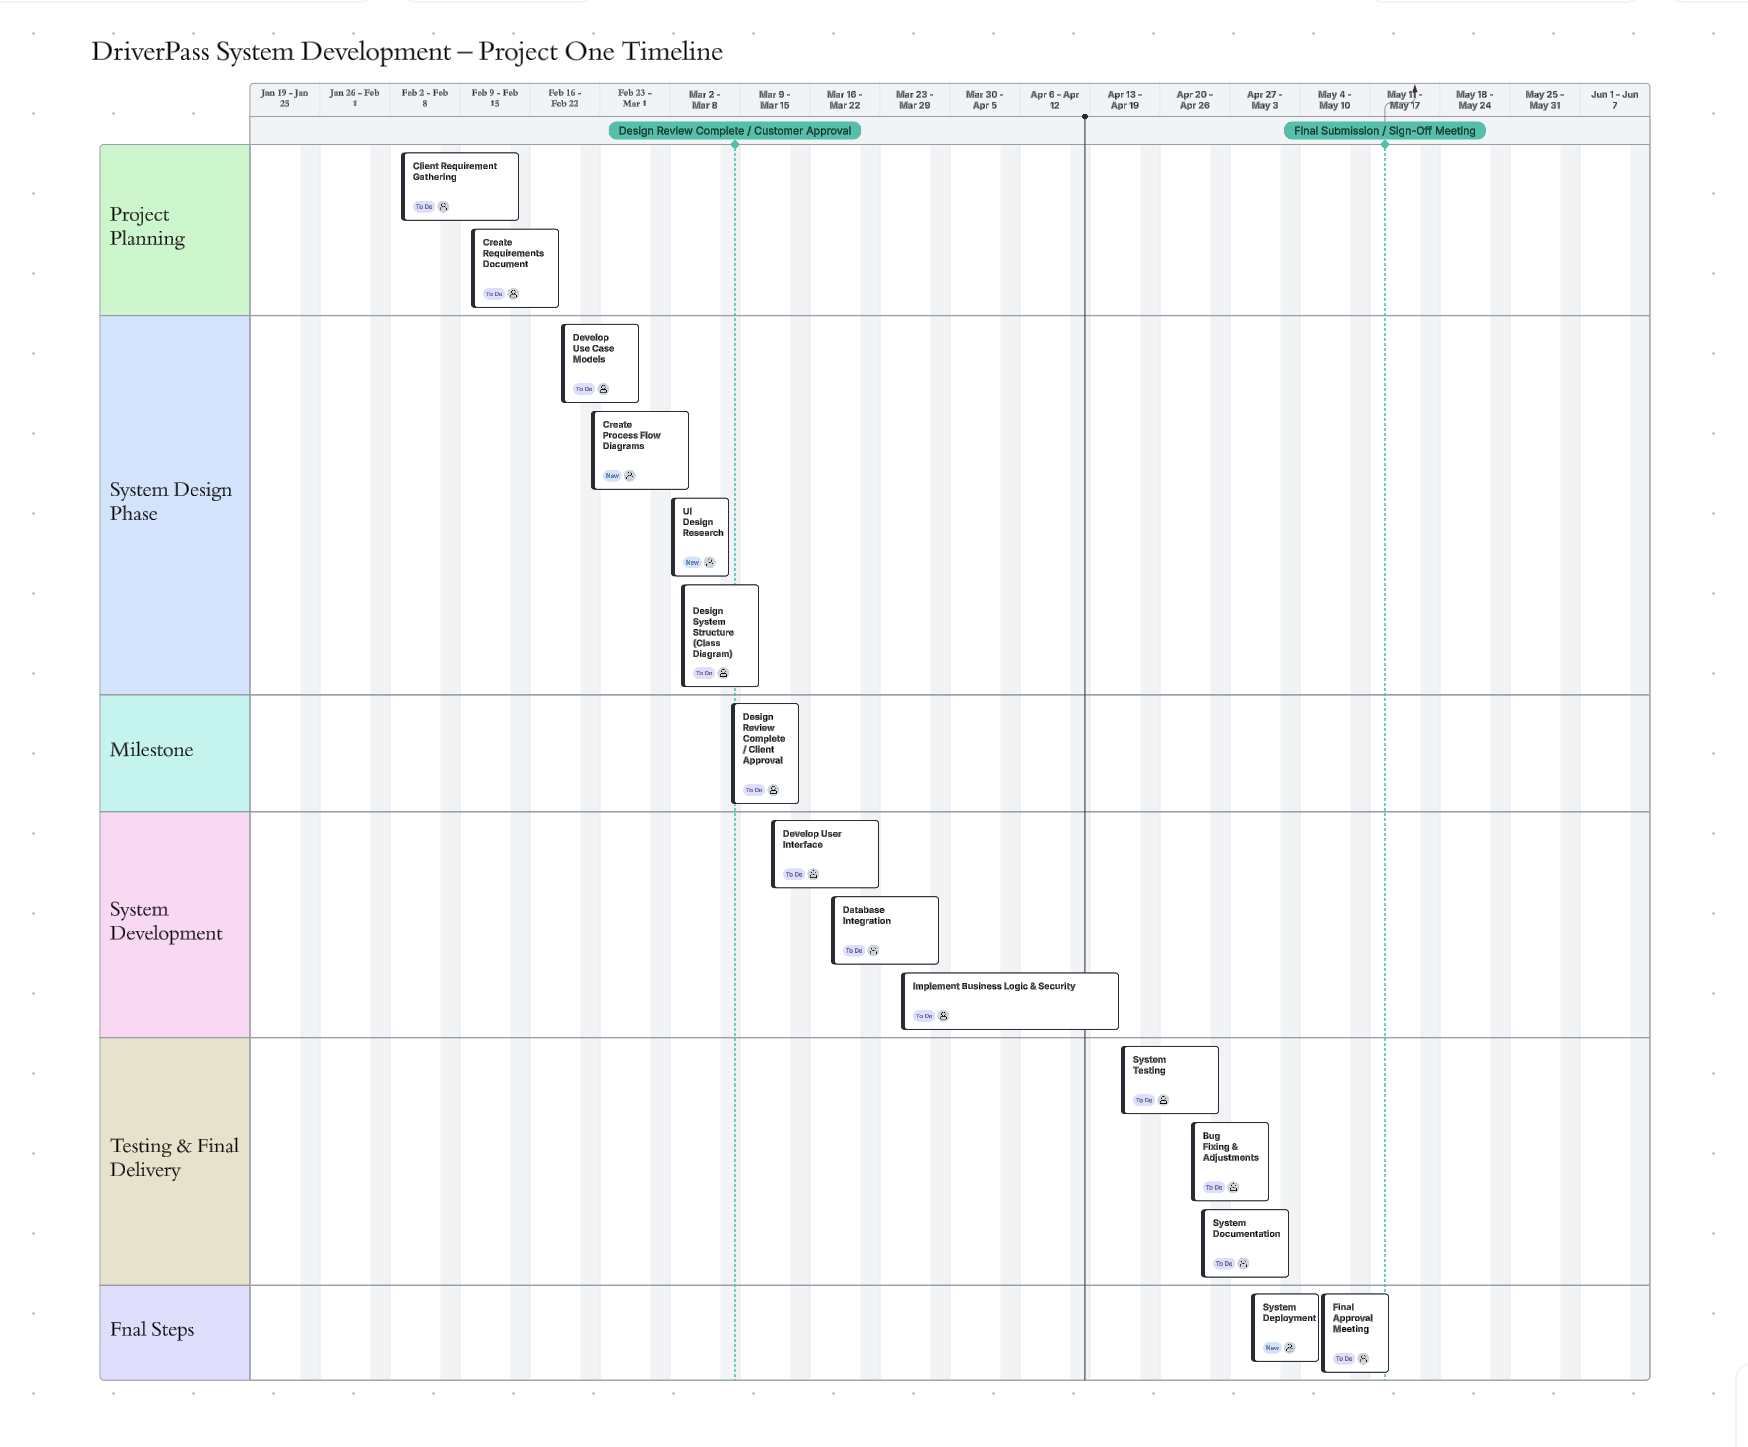 DriverPass System Development – Project One Timeline
Jan 19 – Jan
25
Jan 26 – Feb
1
Feb 2 – Feb
8
Feb 9 – Feb
15
Feb 16 –
Feb 22
Feb 23 –
Mar 1
Mar 2 -
Mar 8
Mar 9 -
Mar 15
Mar 16 -
Mar 22
Mar 23 -
Mar 29
Mar 30 -
Apr 5
Apr 6 - Apr
12
Apr 13 -
Apr 19
Apr 20 -
Apr 26
Apr 27 -
May 3
May 4 -
May 10
May 11 -
May 17
May 18 -
May 24
May 25 -
May 31
Jun 1 - Jun
7
Design Review Complete / Customer Approval
Final Submission / Sign-Off Meeting
Project
Planning
Client Requirement
Gathering
To Do
Create
Requirements
Document
To Do
System Design
Phase
Develop
Use Case
Models
To Do
Create
Process Flow
Diagrams
New
UI
Design
Research
New
Design
System
Structure
(Class
Diagram)
To Do
Milestone
Design
Review
Complete
/ Client
Approval
To Do
System
Development
Develop User
Interface
To Do
Database
Integration
To Do
Implement Business Logic & Security
To Do
Testing & Final
Delivery
System
Testing
To Do
Bug
Fixing &
Adjustments
To Do
System
Documentation
To Do
Fnal Steps
System
Deployment
New
Final
Approval
Meeting
To Do